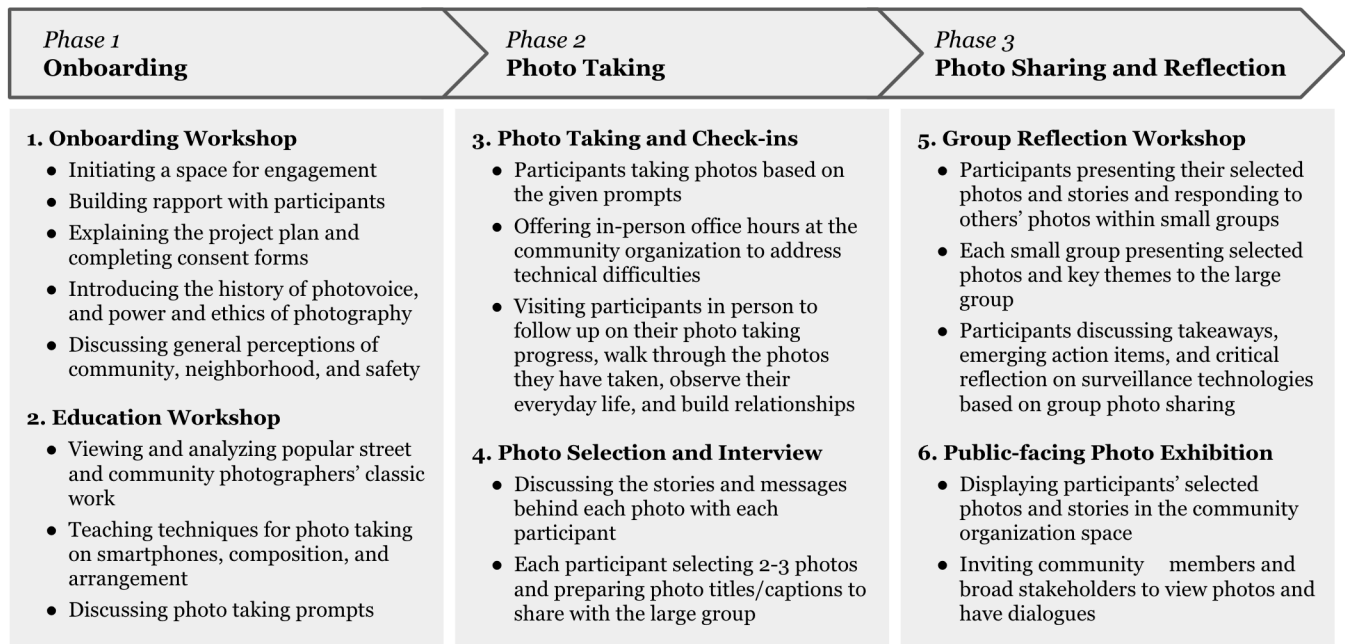 Phase 1
Onboarding
Phase 2
Photo Taking
Phase 3
Photo Sharing and Reflection
1. Onboarding Workshop
● Initiating a space for engagement
● Building rapport with participants
● Explaining the project plan and
completing consent forms
● Introducing the history of photovoice,
and power and ethics of photography
● Discussing general perceptions of
community, neighborhood, and safety
2. Education Workshop
● Viewing and analyzing popular street
and community photographers’ classic
work
● Teaching techniques for photo taking
on smartphones, composition, and
arrangement
● Discussing photo taking prompts
3. Photo Taking and Check-ins
● Participants taking photos based on
the given prompts
● Offering in-person office hours at the
community organization to address
technical difficulties
● Visiting participants in person to
follow up on their photo taking
progress, walk through the photos
they have taken, observe their
everyday life, and build relationships
4. Photo Selection and Interview
● Discussing the stories and messages
behind each photo with each
participant
● Each participant selecting 2-3 photos
and preparing photo titles/captions to
share with the large group
5. Group Reflection Workshop
● Participants presenting their selected
photos and stories and responding to
others’ photos within small groups
● Each small group presenting selected
photos and key themes to the large
group
● Participants discussing takeaways,
emerging action items, and critical
reflection on surveillance technologies
based on group photo sharing
6. Public-facing Photo Exhibition
● Displaying participants’ selected
photos and stories in the community
organization space
● Inviting community members and
broad stakeholders to view photos and
have dialogues